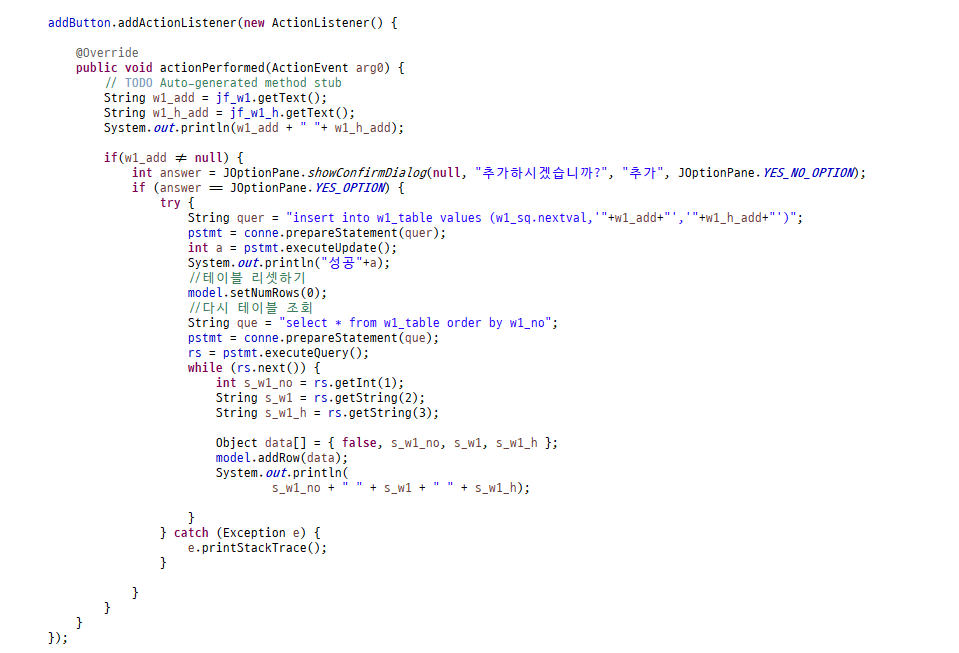 addButton.addActionListener(new ActionListener() {
@Override
public void actionPerformed(ActionEvent arg0) {
// TODO Auto-generated method stub
String w1_add = jf_w1.getText();
String w1_h_add = jf_w1_h.getText();
System.out.println(w1_add + " "+ w1_h_add);
if(w1_add ≠ null) {
int answer = JOptionPane.showConfirmDialog(null, "추가하시겠습니까?", "추가", JOptionPane.YES_NO_OPTION);
if (answer == JOptionPane.YES_OPTION) {
try {
String quer = "insert into w1_table values (w1_sq.nextval,'"+w1_add+"','"+w1_h_add+"')";
pstmt = conne.prepareStatement(quer);
int a = pstmt.executeUpdate();
System.out.println("성공"+a);
//테이블 리셋하기
model.setNumRows(0);
//다시 테이블 조회
String que = "select * from w1_table order by w1_no";
pstmt = conne.prepareStatement(que);
rs = pstmt.executeQuery();
while (rs.next()) {
int s_w1_no = rs.getInt(1);
String s_w1 = rs.getString(2);
String s_w1_h = rs.getString(3);
Object data[] = { false, s_w1_no, s_w1, s_w1_h };
model.addRow(data);
System.out.println(
s_w1_no + " " + s_w1 + " " + s_w1_h);
}
} catch (Exception e) {
e.printStackTrace();
}
}
}
}
});